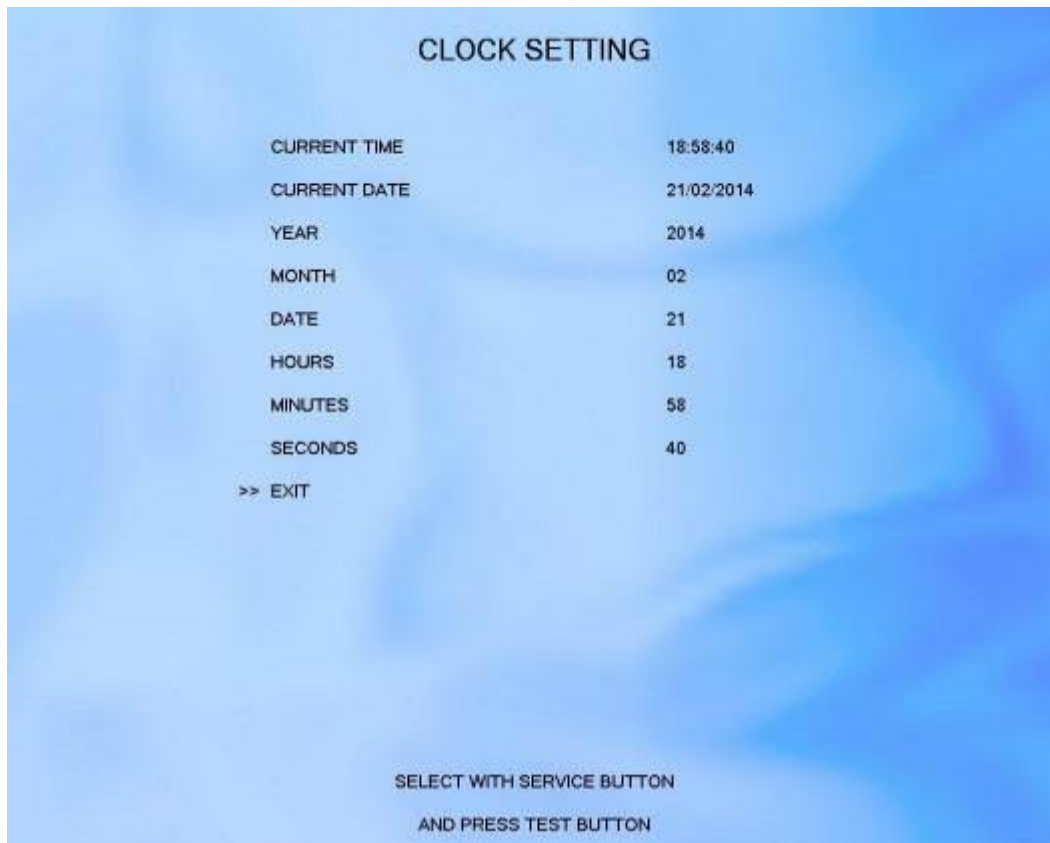 CLOCK SETTING
CURRENT TIME 18:58:40
CURRENT DATE 21/02/2014
YEAR 2014
MONTH 02
DATE 21
HOURS 18
MINUTES 58
SECONDS 40
>> EXIT
SELECT WITH SERVICE BUTTON
AND PRESS TEST BUTTON